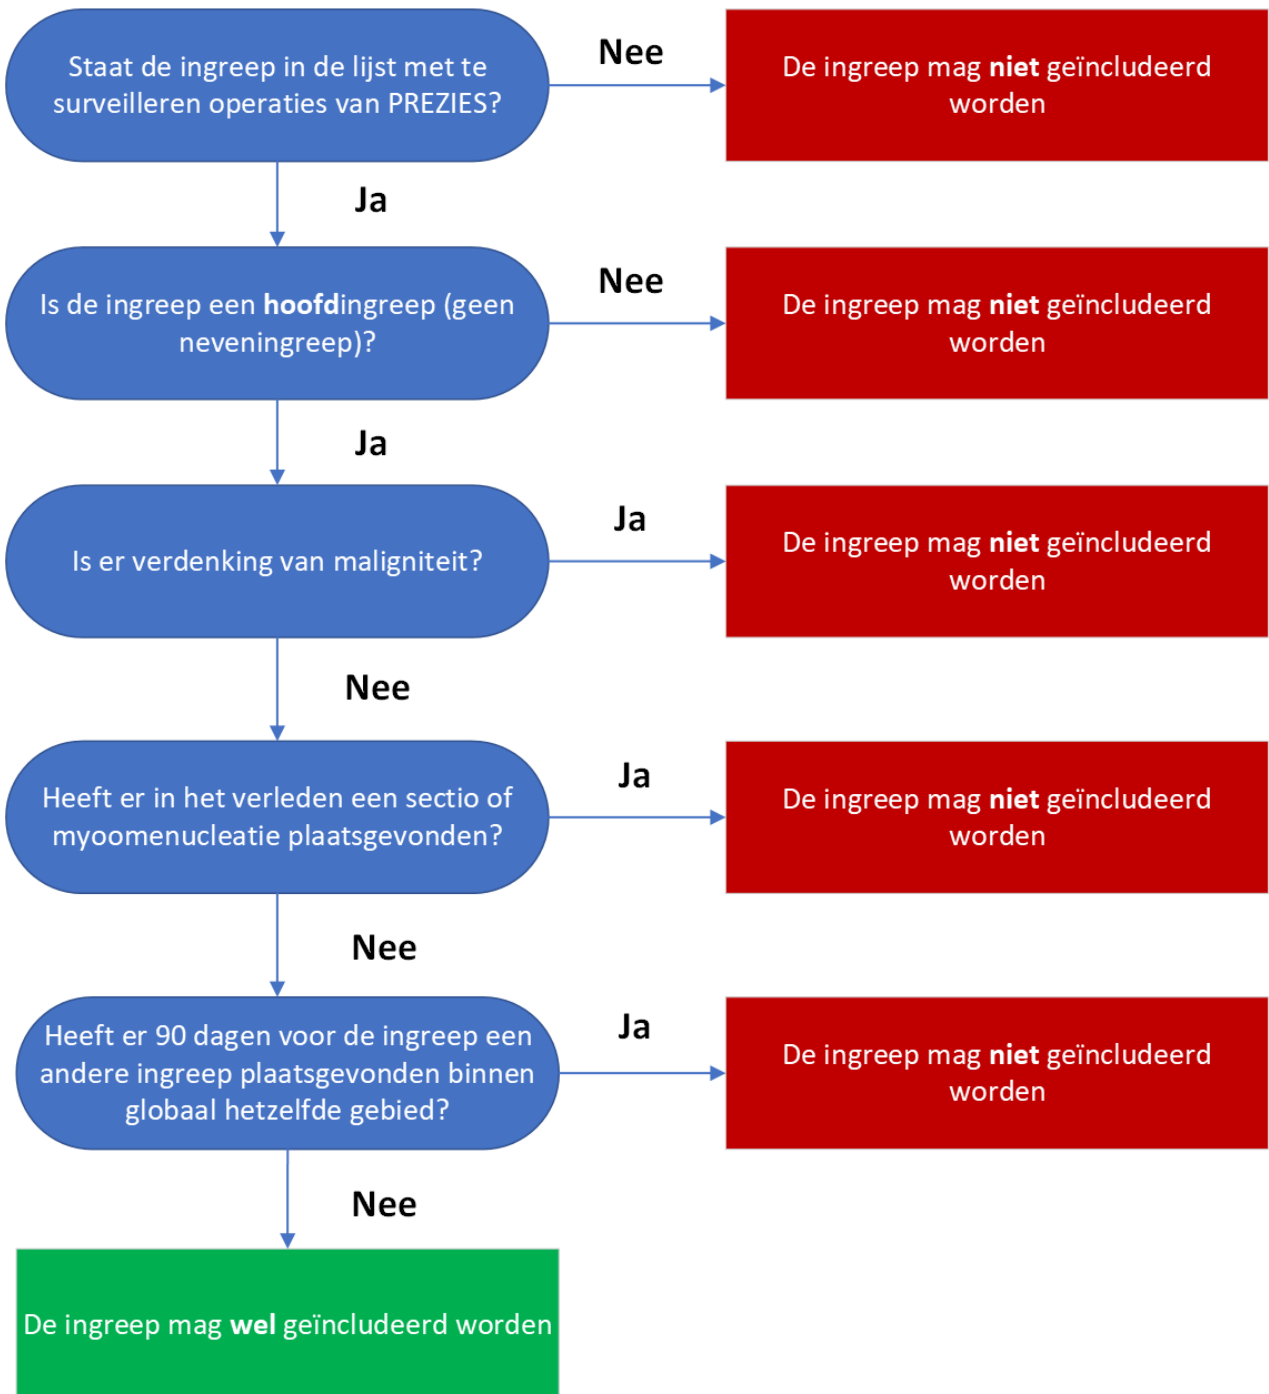 Staat de ingreep in de lijst met te
surveilleren operaties van PREZIES?
Nee
De ingreep mag niet geïncludeerd
worden
Ja
Is de ingreep een hoofdingreep (geen
neveningreep)?
Nee
De ingreep mag niet geïncludeerd
worden
Ja
Is er verdenking van maligniteit?
Ja
De ingreep mag niet geïncludeerd
worden
Nee
Heeft er in het verleden een sectio of
myoomenucleatie plaatsgevonden?
Ja
De ingreep mag niet geïncludeerd
worden
Nee
Heeft er 90 dagen voor de ingreep een
andere ingreep plaatsgevonden binnen
globaal hetzelfde gebied?
Ja
De ingreep mag niet geïncludeerd
worden
Nee
De ingreep mag wel geïncludeerd worden